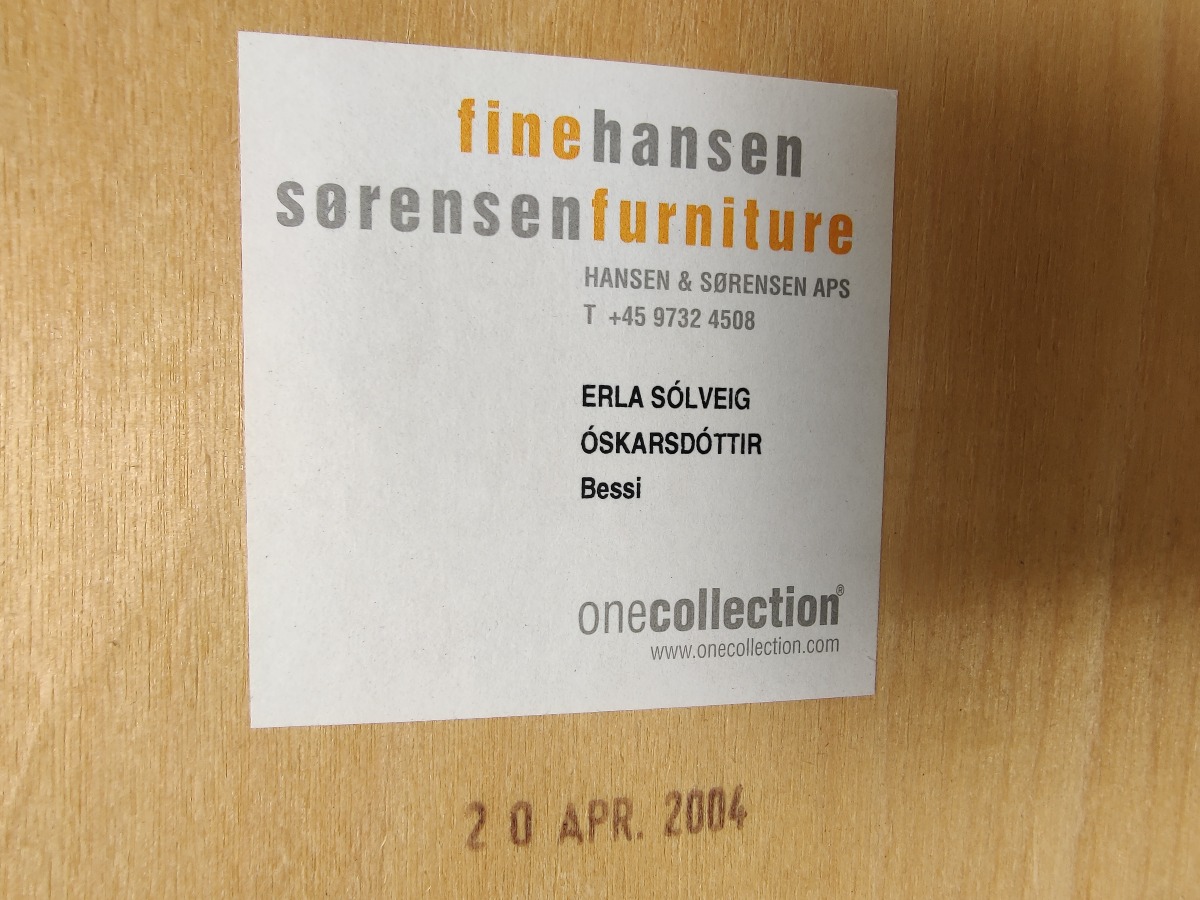 finehansen
sørensenfurniture
HANSEN & SØRENSEN APS
T +45 9732 4508
ERLA SÓLVEIG
ÓSKARSDÓTTIR
Bessi
onecollection®
www.onecollection.com
20 APR. 2004